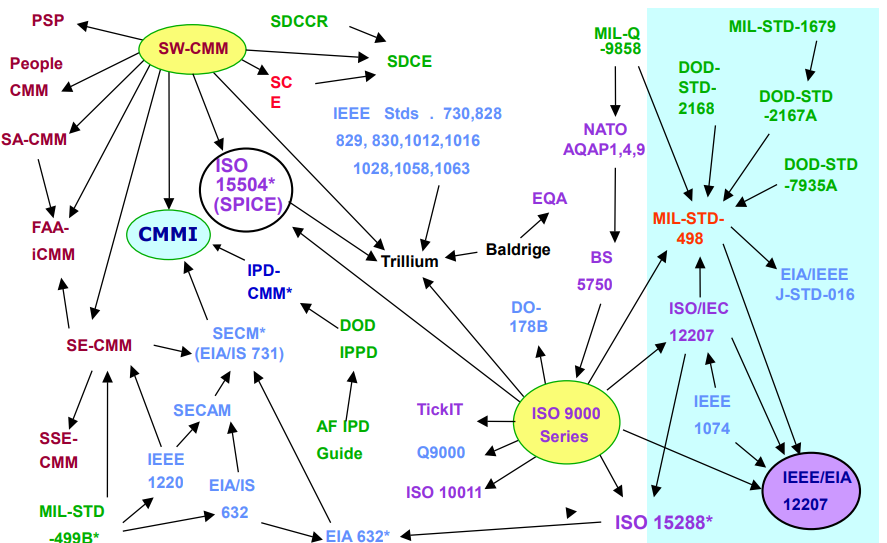 PSP
SW-CMM
SDCCR
SDCE
MIL-Q
-9858
MIL-STD-1679
People
CMM
SC
E
DOD-
STD-
2168
DOD-STD
-2167A
SA-CMM
IEEE Stds . 730,828
829, 830,1012,1016
1028,1058,1063
NATO
AQAP1,4,9
ISO
15504*
(SPICE)
DOD-STD
-7935A
EQA
FAA-
iCMM
CMMI
MIL-STD-
498
Trillium
Baldrige
BS
5750
IPD-
CMM*
EIA/IEEE
J-STD-016
DO-
178B
ISO/IEC
12207
SE-CMM
SECM*
(EIA/IS 731)
DOD
IPPD
TickIT
ISO 9000
Series
SECAM
AF IPD
Guide
IEEE
1074
SSE-
CMM
IEEE
1220
Q9000
ISO 10011
EIA/IS
632
IEEE/EIA
12207
MIL-STD
-499B*
EIA 632*
ISO 15288*